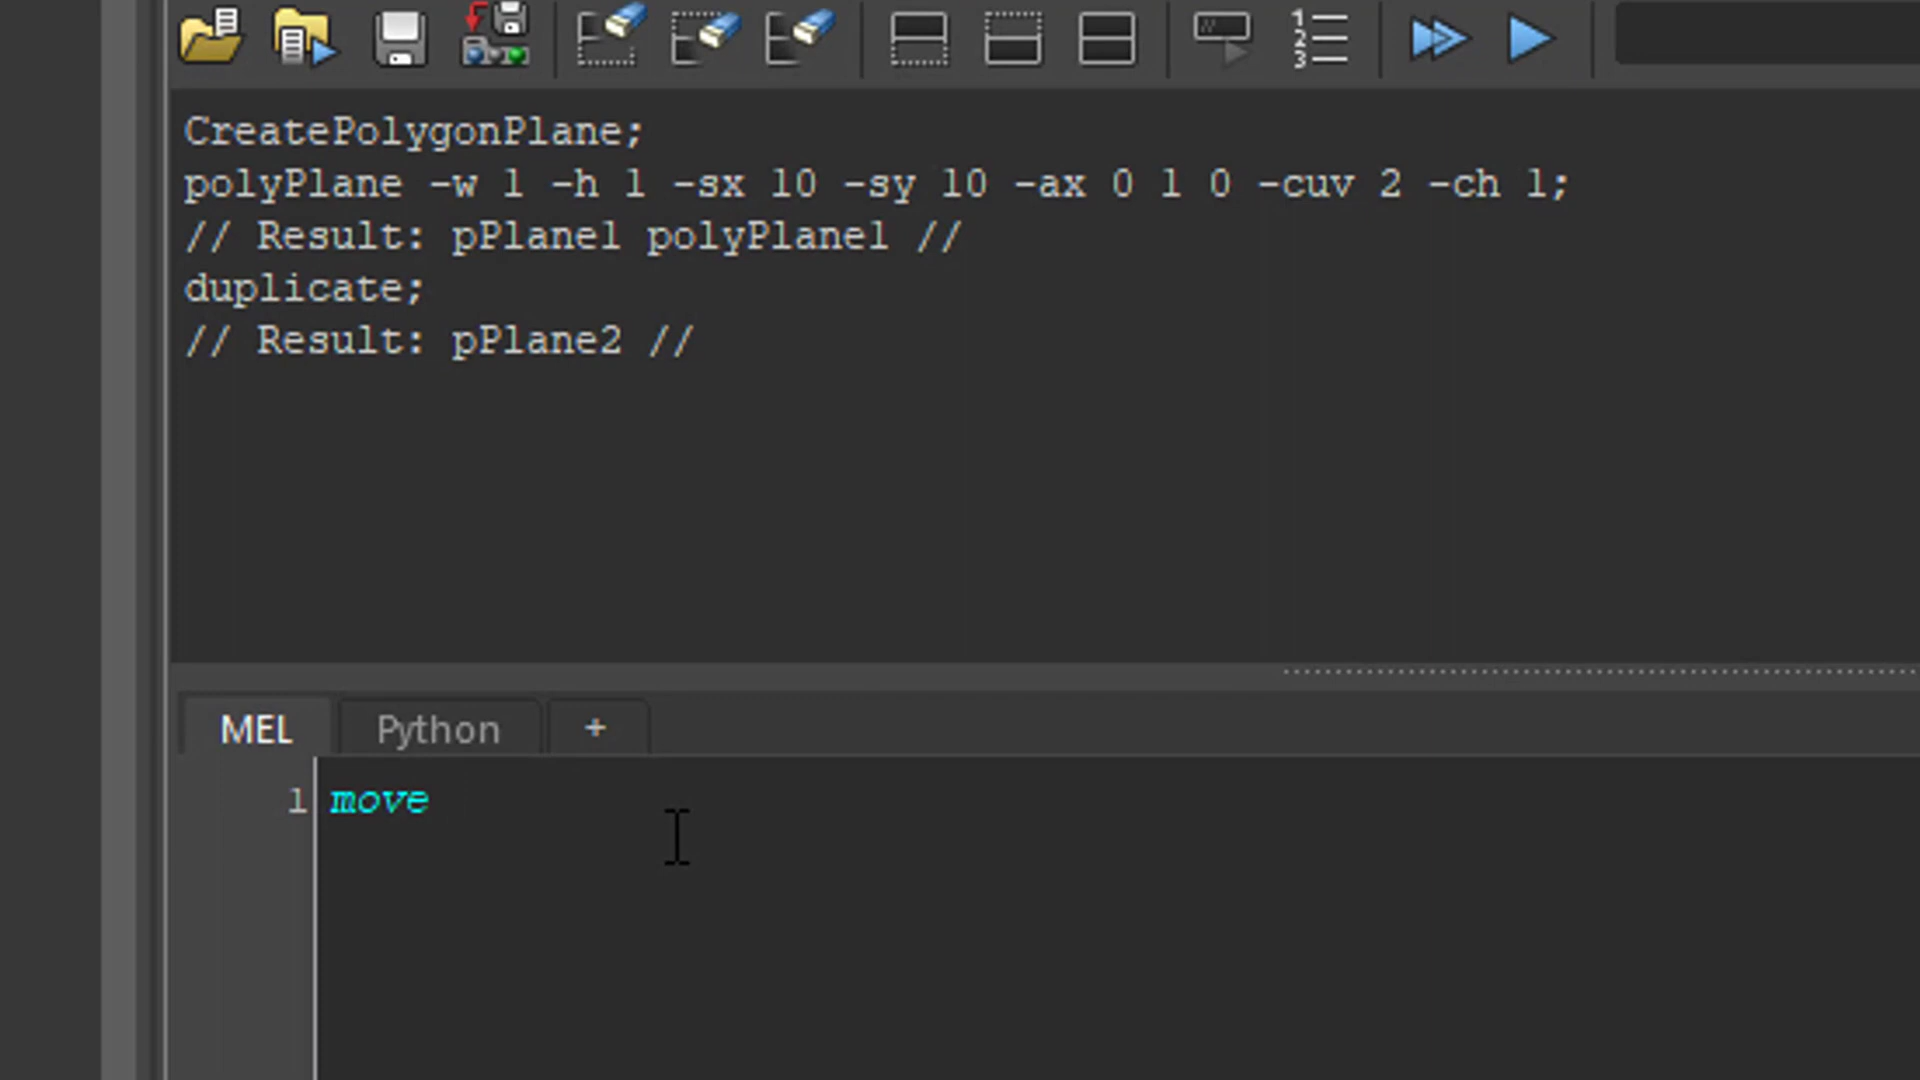 CreatePolygonPlane;
polyPlane -w 1 -h 1 -sx 10 -sy 10 -ax 0 1 0 -cuv 2 -ch 1;
// Result: pPlane1 polyPlane1 //
duplicate;
// Result: pPlane2 //
MEL Python +
1 move